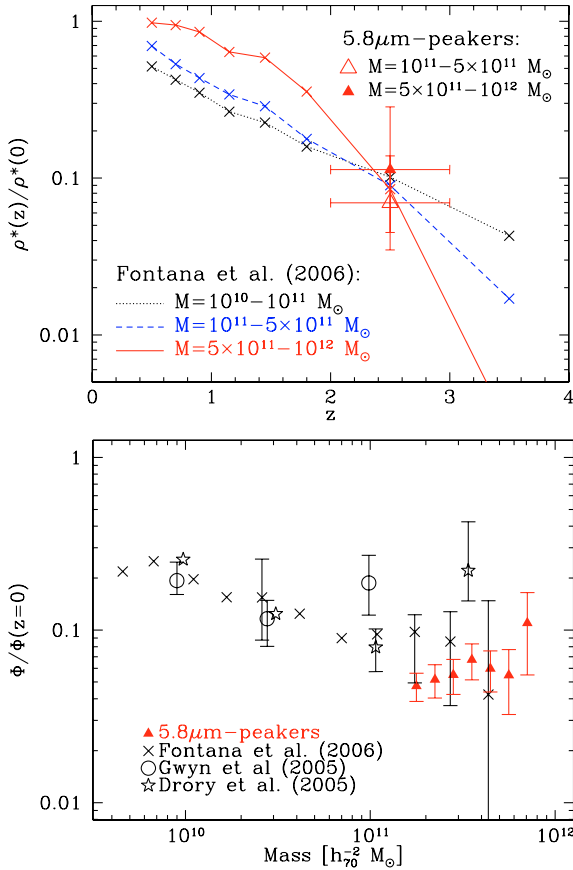 1
5.8μm-peakers:
M=10¹¹−5×10¹¹ M☉
M=5×10¹¹−10¹² M☉
ρ*(z)/ρ*(0)
0.1
Fontana et al. (2006):
M=10¹⁰−10¹¹ M☉
M=10¹¹−5×10¹¹ M☉
M=5×10¹¹−10¹² M☉
0.01
0 1 2 3 4
z
1
Φ/Φ(z=0)
0.1
5.8μm-peakers
Fontana et al. (2006)
Gwyn et al (2005)
Drory et al. (2005)
0.01
10¹⁰ 10¹¹ 10¹²
Mass [h₇₀⁻² M☉]